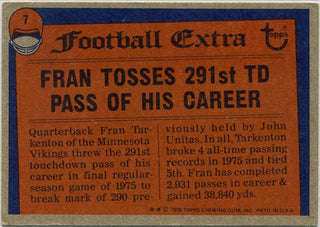 7
Football Extra
topps
FRAN TOSSES 291st TD
PASS OF HIS CAREER
Quarterback Fran Tar-
kenton of the Minnesota
Vikings threw the 291st
touchdown pass of his
career in final regular-
season game of 1975 to
break mark of 290 pre-
viously held by John
Unitas. In all, Tarkenton
broke 4 all-time passing
records in 1975 and tied
5th. Fran has completed
2,931 passes in career &
gained 38,840 yds.
★★ © 1976 TOPPS CHEWING GUM, INC. PRTD. IN U.S.A.